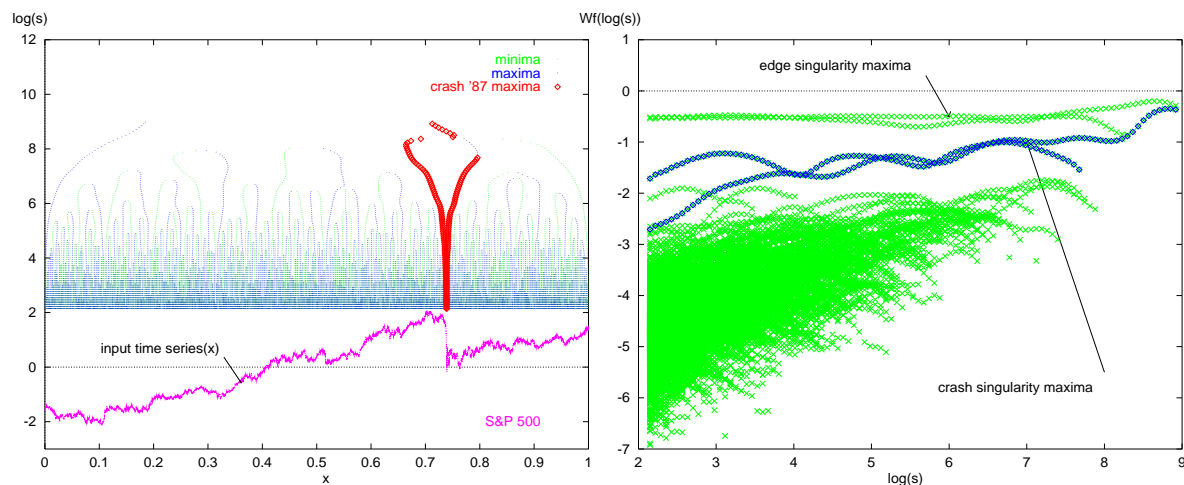 log(s)
12
10
8
6
4
2
0
-2
minima
maxima
crash '87 maxima
input time series(x)
S&P 500
0 0.1 0.2 0.3 0.4 0.5 0.6 0.7 0.8 0.9 1
x
Wf(log(s))
1
0
-1
-2
-3
-4
-5
-6
-7
edge singularity maxima
crash singularity maxima
2 3 4 5 6 7 8 9
log(s)